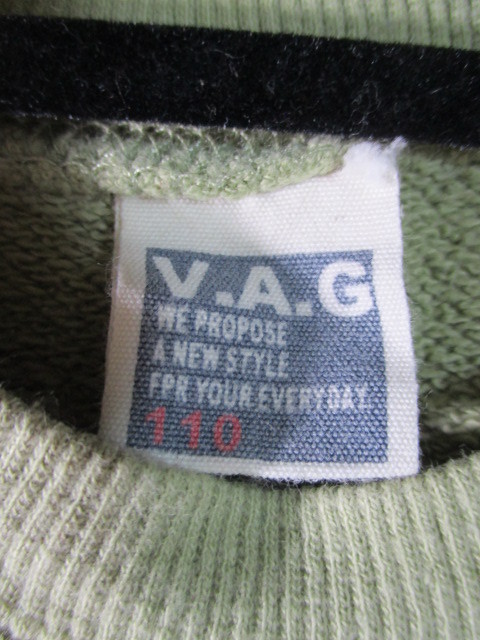 V.A.G
WE PROPOSE
A NEW STYLE
FPR YOUR EVERYDAY
110